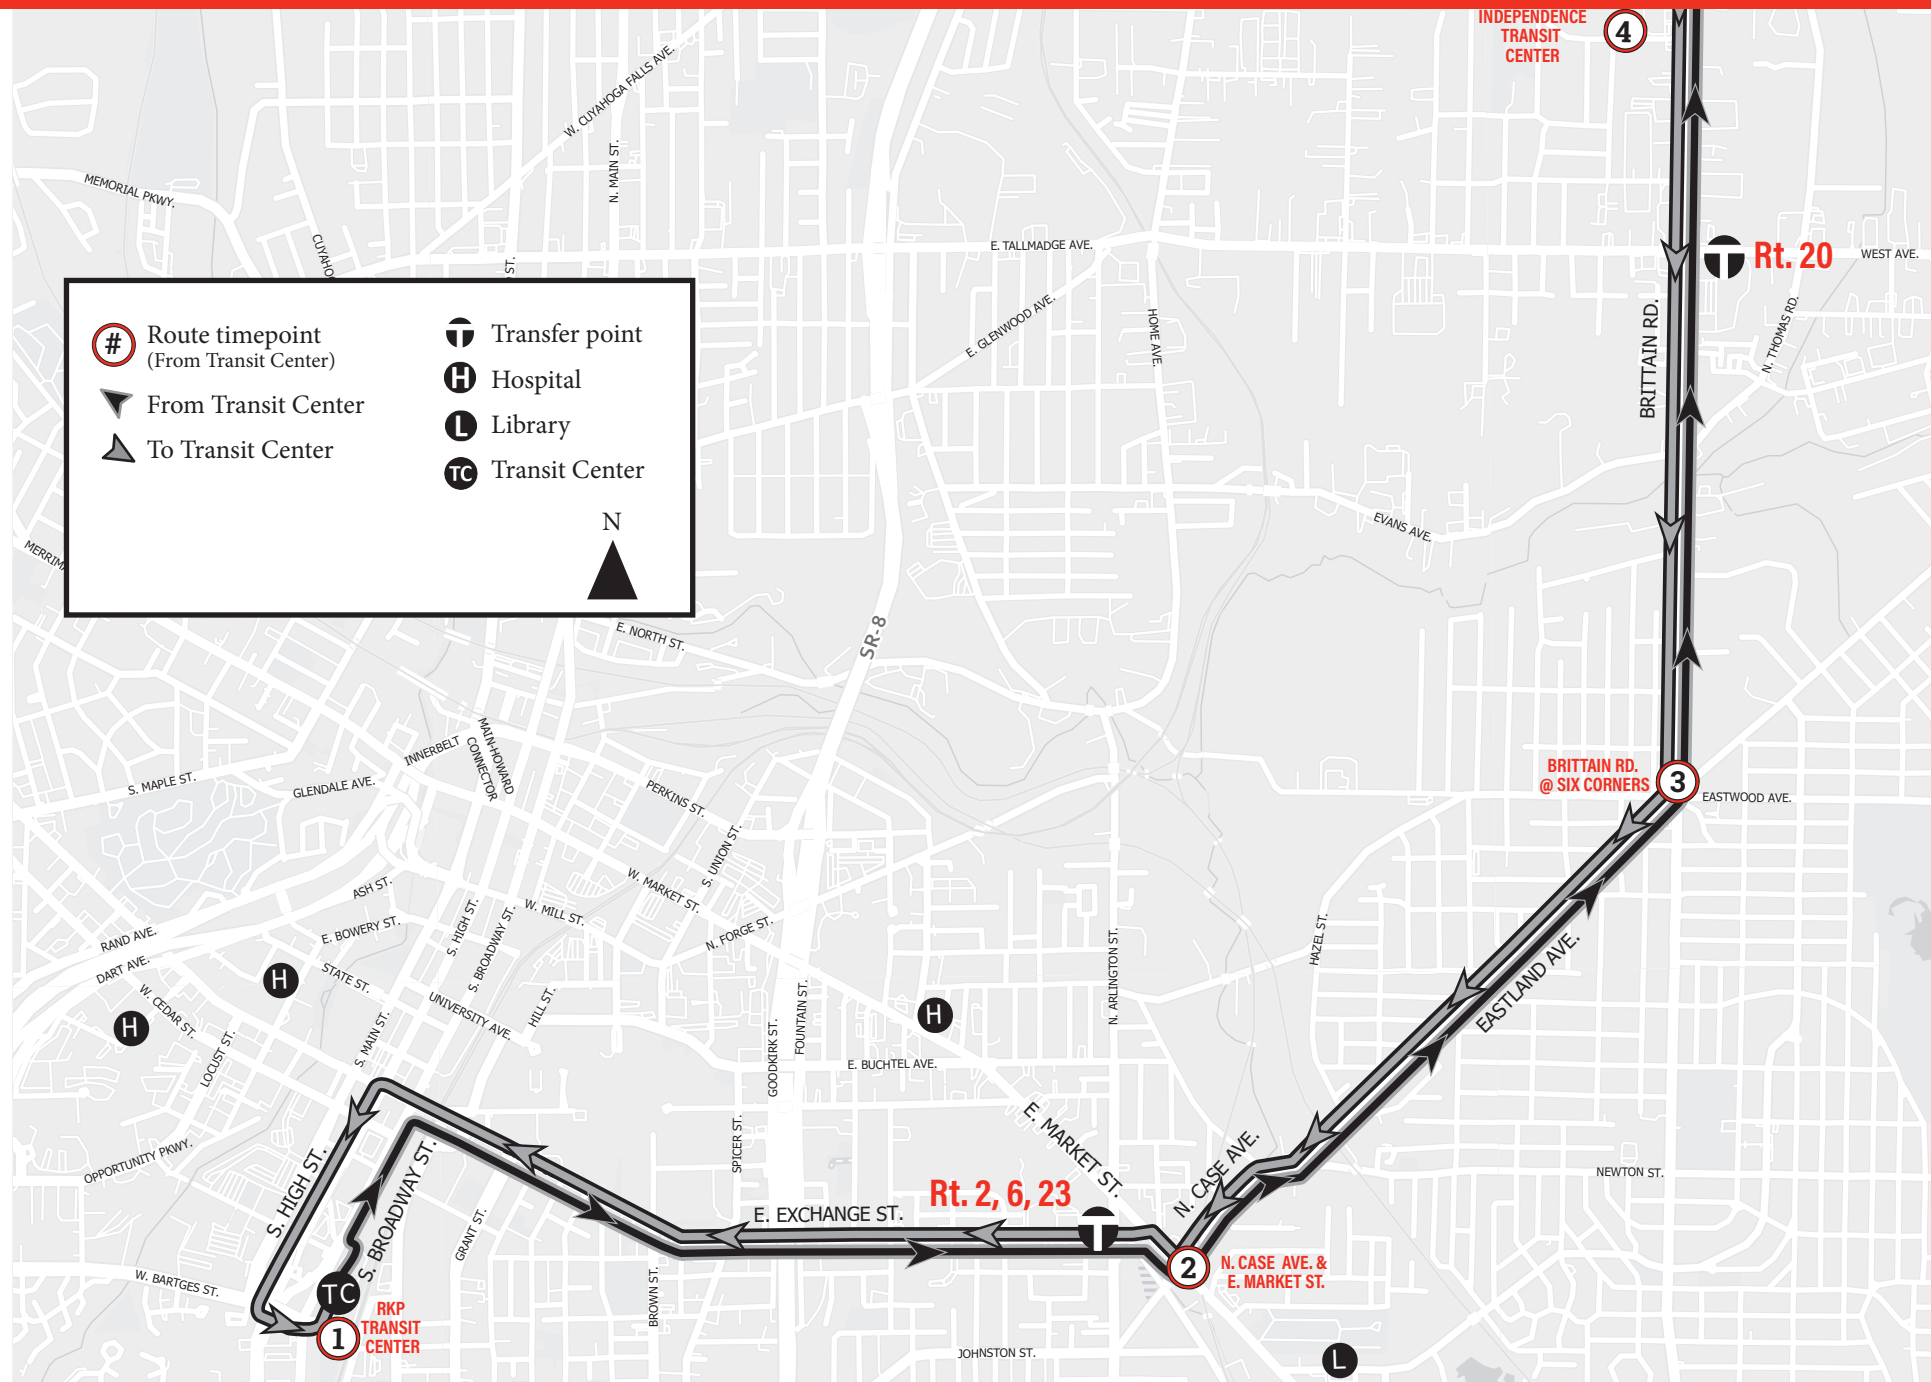 INDEPENDENCE
TRANSIT
CENTER
4
W. CUYAHOGA FALLS AVE.
N. MAIN ST.
MEMORIAL PKWY.
E. TALLMADGE AVE.
Rt. 20
WEST AVE.
ST.
#
Route timepoint
(From Transit Center)
From Transit Center
To Transit Center
T Transfer point
H Hospital
L Library
TC Transit Center
N
E. GLENWOOD AVE.
HOME AVE.
BRITTAIN RD.
N. THOMAS RD.
EVANS AVE.
E. NORTH ST.
SR-8
MAIN-HOWARD
CONNECTOR
INNERBELT
S. MAPLE ST.
GLENDALE AVE.
PERKINS ST.
BRITTAIN RD.
@ SIX CORNERS
3
EASTWOOD AVE.
S. UNION ST.
W. MARKET ST.
ASH ST.
W. MILL ST.
E. BOWERY ST.
S. HIGH ST.
S. BROADWAY ST.
N. FORGE ST.
RAND AVE.
DART AVE.
H
STATE ST.
UNIVERSITY AVE.
HILL ST.
W. CEDAR ST.
H
LOCUST ST.
S. MAIN ST.
GOODKIRK ST.
FOUNTAIN ST.
H
N. ARLINGTON ST.
HAZEL ST.
EASTLAND AVE.
E. BUCHTEL AVE.
E. MARKET ST.
N. CASE AVE.
SPICER ST.
OPPORTUNITY PKWY.
NEWTON ST.
S. HIGH ST.
S. BROADWAY ST.
GRANT ST.
Rt. 2, 6, 23
T
E. EXCHANGE ST.
2
N. CASE AVE. &
E. MARKET ST.
W. BARTGES ST.
TC
1
RKP
TRANSIT
CENTER
BROWN ST.
JOHNSTON ST.
L